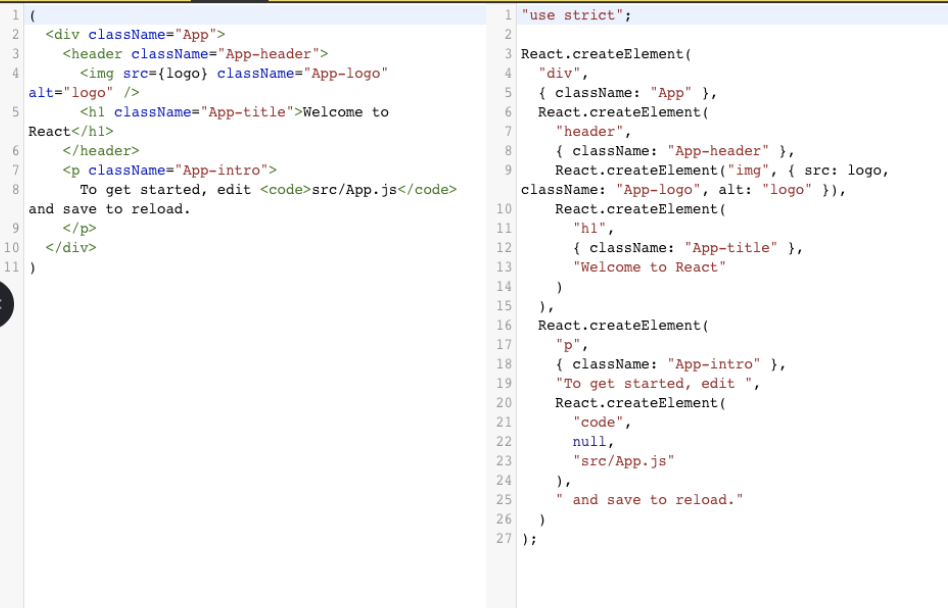 1 (
2   <div className="App">
3     <header className="App-header">
4       <img src={logo} className="App-logo"
alt="logo" />
5       <h1 className="App-title">Welcome to
React</h1>
6     </header>
7     <p className="App-intro">
8       To get started, edit <code>src/App.js</code>
and save to reload.
9     </p>
10   </div>
11 )
1 "use strict";
2
3 React.createElement(
4   "div",
5   { className: "App" },
6   React.createElement(
7     "header",
8     { className: "App-header" },
9     React.createElement("img", { src: logo,
className: "App-logo", alt: "logo" }),
10     React.createElement(
11       "h1",
12       { className: "App-title" },
13       "Welcome to React"
14     )
15   ),
16   React.createElement(
17     "p",
18     { className: "App-intro" },
19     "To get started, edit ",
20     React.createElement(
21       "code",
22       null,
23       "src/App.js"
24     ),
25     " and save to reload."
26   )
27 );